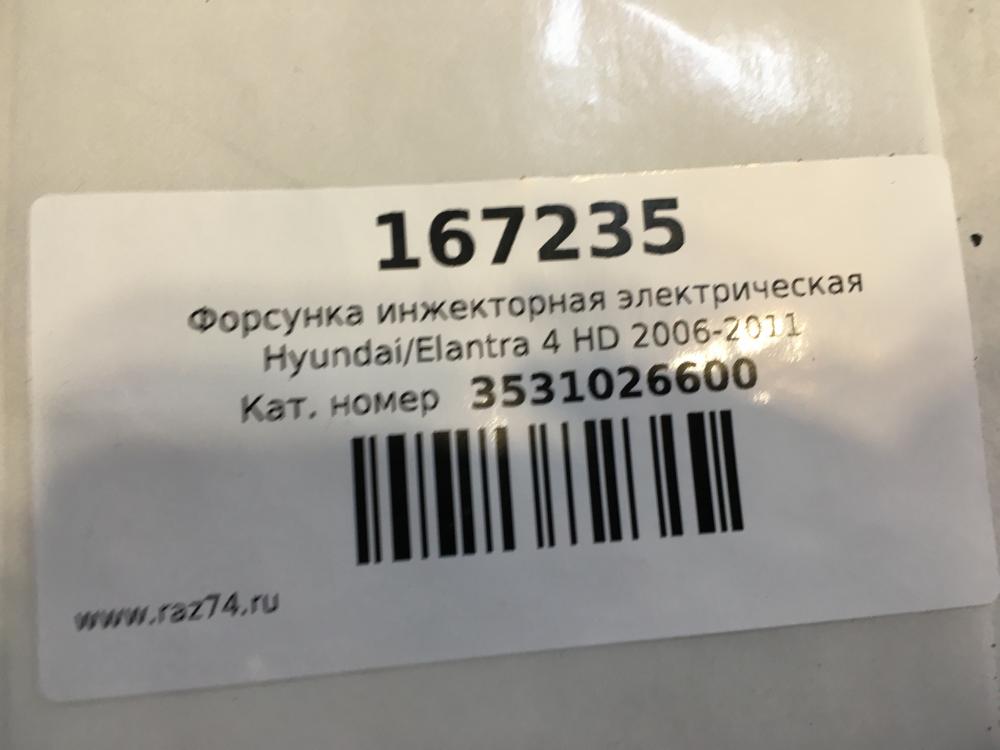 167235
Форсунка инжекторная электрическая
Hyundai/Elantra 4 HD 2006-2011
Кат. номер 3531026600
www.raz74.ru